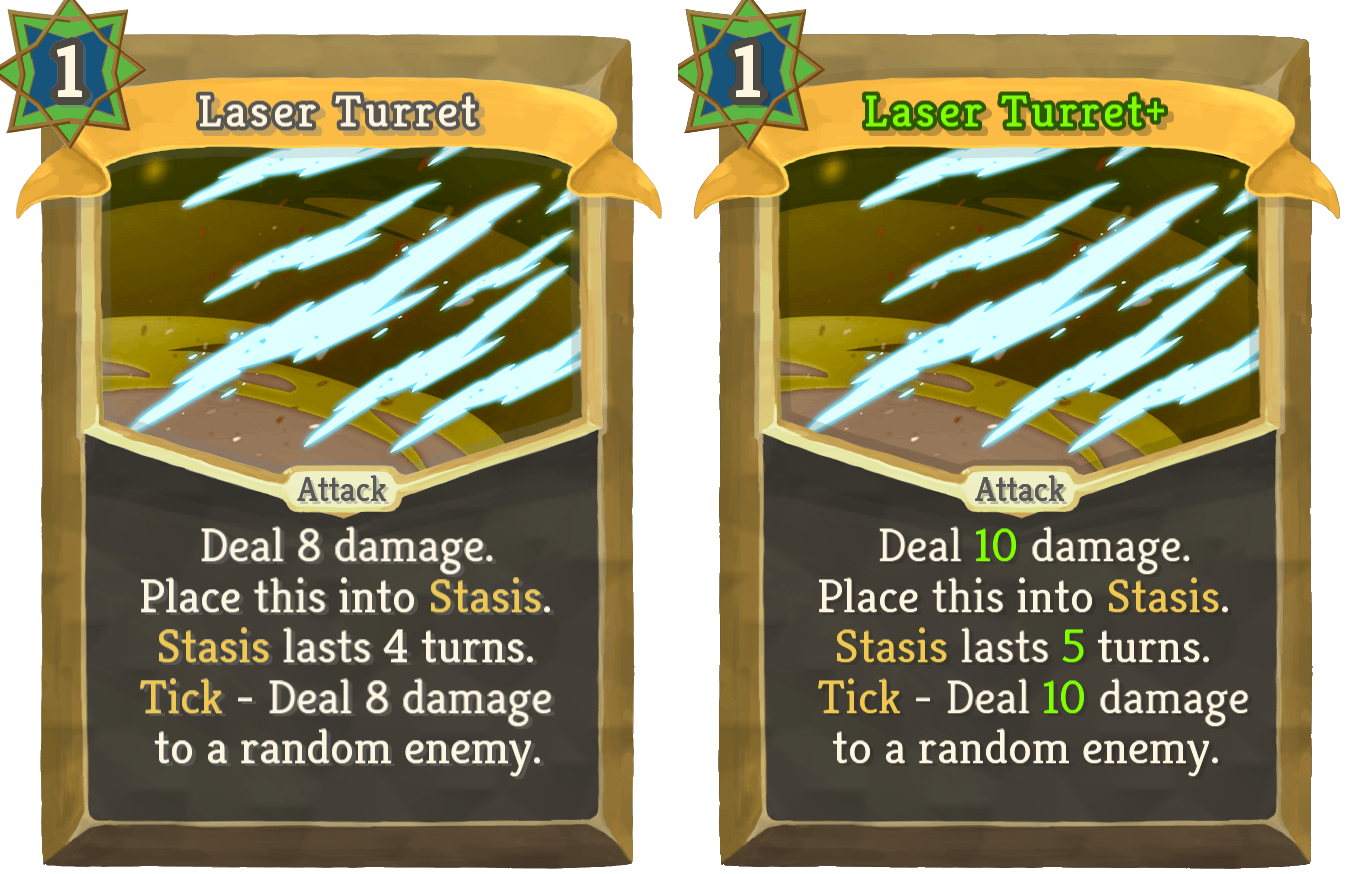 1
Laser Turret
Attack
Deal 8 damage.
Place this into Stasis.
Stasis lasts 4 turns.
Tick - Deal 8 damage
to a random enemy.
1
Laser Turret+
Attack
Deal 10 damage.
Place this into Stasis.
Stasis lasts 5 turns.
Tick - Deal 10 damage
to a random enemy.